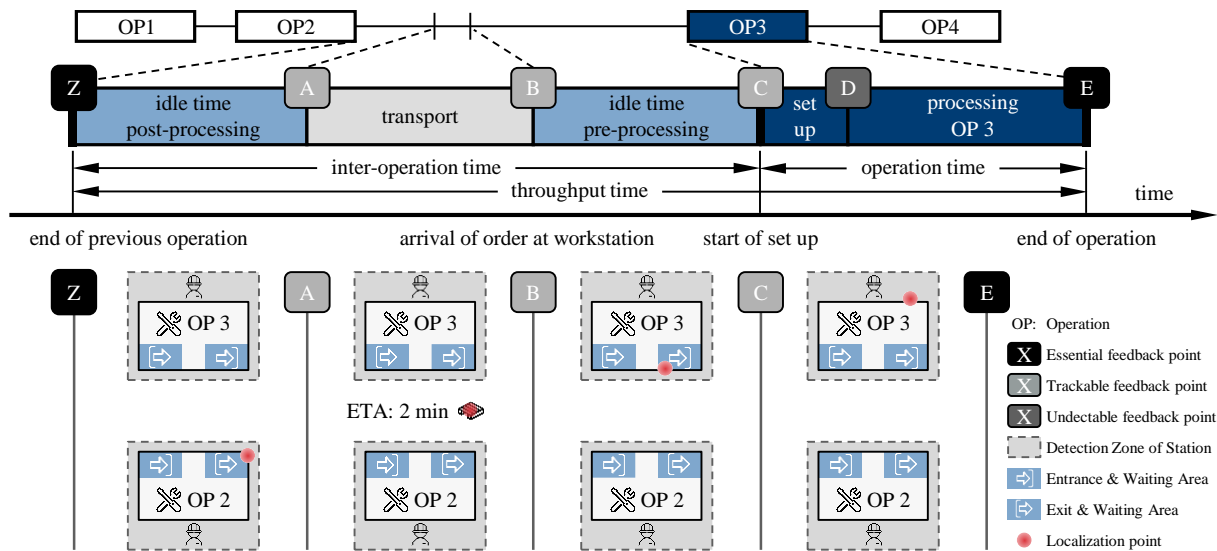 OP1
OP2
OP3
OP4
Z
A
B
C
D
E
idle time
post-processing
transport
idle time
pre-processing
set
up
processing
OP 3
inter-operation time
operation time
throughput time
time
end of previous operation
arrival of order at workstation
start of set up
end of operation
Z
A
B
C
E
OP 3
OP 3
OP 3
OP 3
ETA: 2 min
OP 2
OP 2
OP 2
OP 2
OP: Operation
X Essential feedback point
X Trackable feedback point
X Undectable feedback point
Detection Zone of Station
Entrance & Waiting Area
Exit & Waiting Area
Localization point